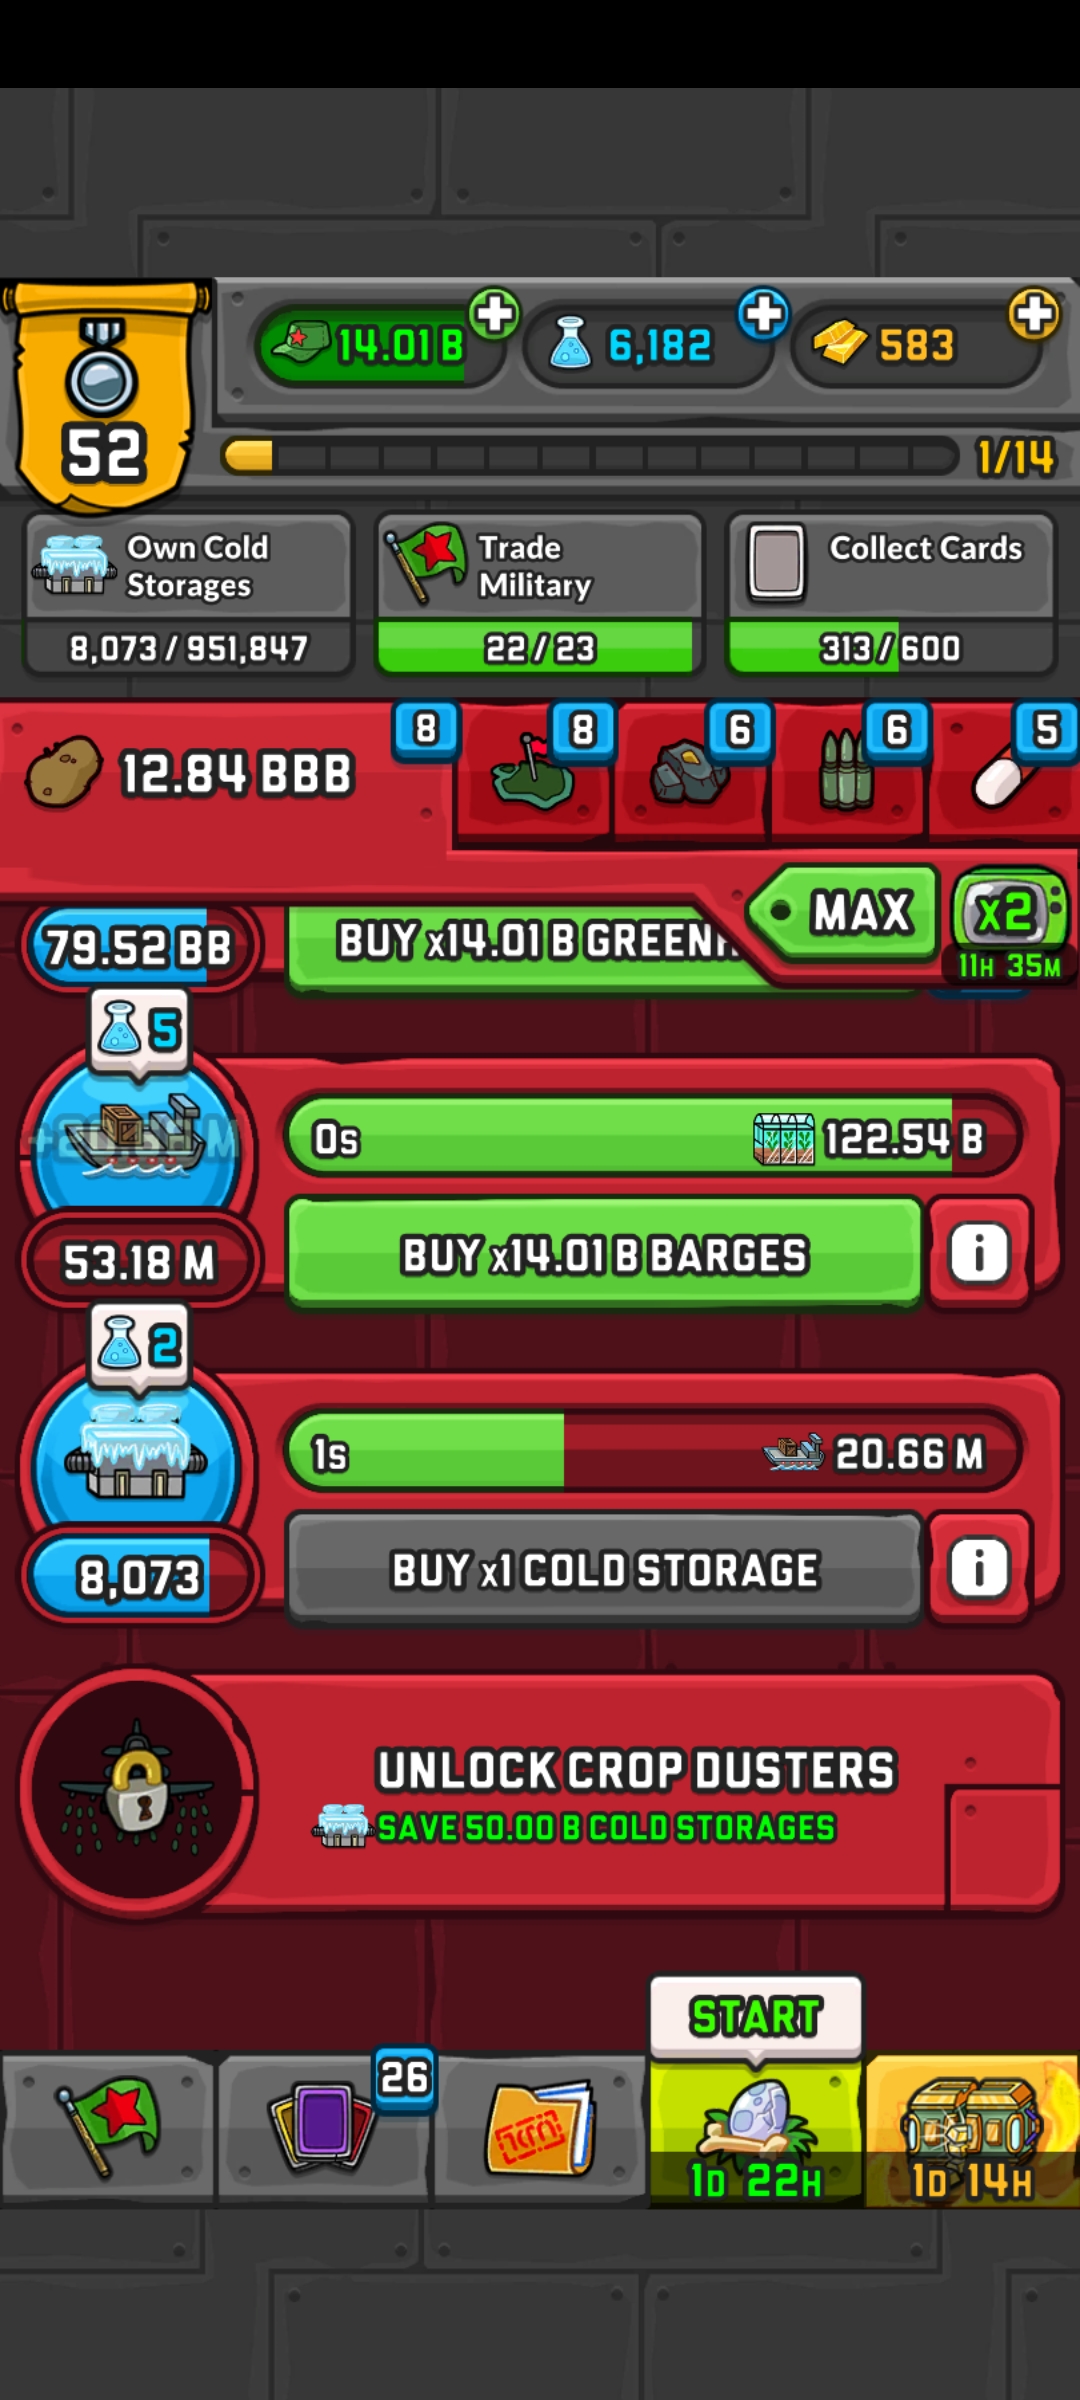 14.01 B
6,182
583
52
1/14
Own Cold
Storages
8,073 / 951,847
Trade
Military
22 / 23
Collect Cards
313 / 600
12.84 BBB
8
8
6
6
5
MAX
x2
11H 35M
79.52 BB
BUY x14.01 B
5
0s
122.54 B
53.18 M
BUY x14.01 B BARGES
i
2
1s
20.66 M
8,073
BUY x1 COLD STORAGE
i
UNLOCK CROP DUSTERS
SAVE 50.00 B COLD STORAGES
START
26
1D 22H
1D 14H